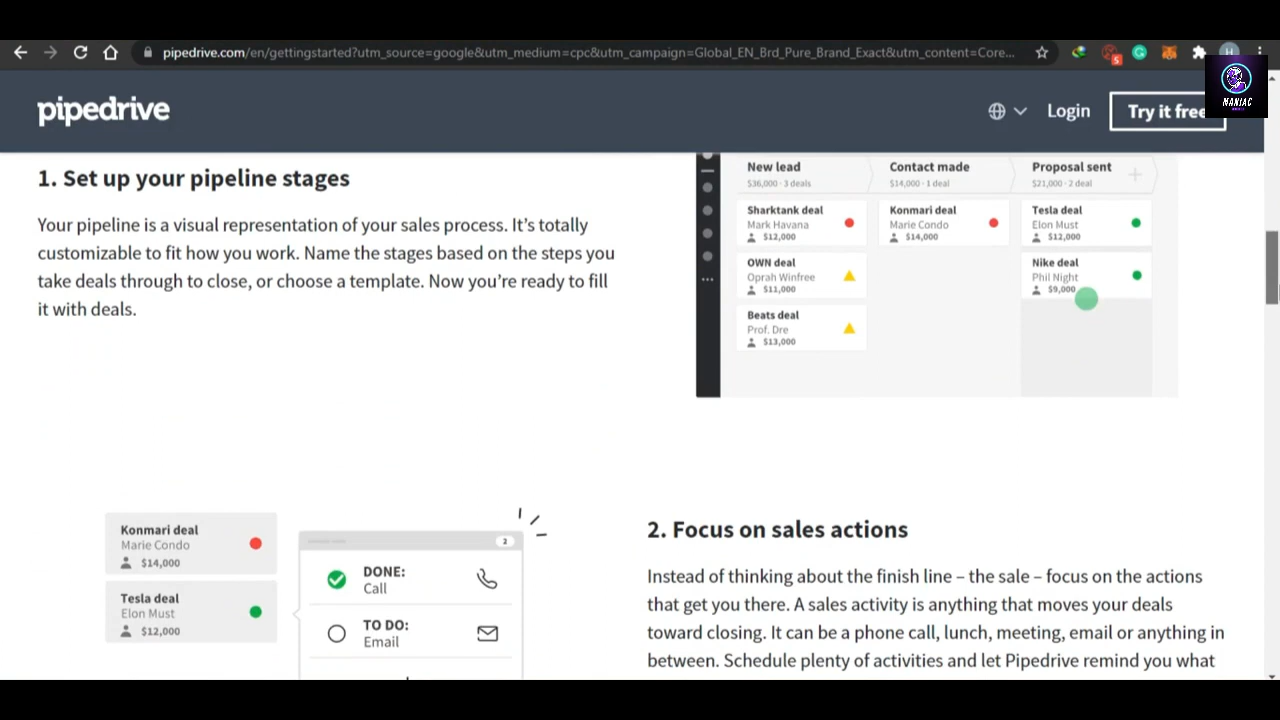 pipedrive.com/en/gettingstarted?utm_source=google&utm_medium=cpc&utm_campaign=Global_EN_Brd_Pure_Brand_Exact&utm_content=Core...
5
H
MANIAC
pipedrive
Login
Try it free
1. Set up your pipeline stages
Your pipeline is a visual representation of your sales process. It’s totally
customizable to fit how you work. Name the stages based on the steps you
take deals through to close, or choose a template. Now you’re ready to fill
it with deals.
New lead
$36,000 · 3 deals
Contact made
$14,000 · 1 deal
Proposal sent
$21,000 · 2 deal
Sharktank deal
Mark Havana
$12,000
Konmari deal
Marie Condo
$14,000
Tesla deal
Elon Must
$12,000
OWN deal
Oprah Winfree
$11,000
Nike deal
Phil Night
$9,000
Beats deal
Prof. Dre
$13,000
Konmari deal
Marie Condo
$14,000
Tesla deal
Elon Must
$12,000
2
DONE:
Call
TO DO:
Email
2. Focus on sales actions
Instead of thinking about the finish line – the sale – focus on the actions
that get you there. A sales activity is anything that moves your deals
toward closing. It can be a phone call, lunch, meeting, email or anything in
between. Schedule plenty of activities and let Pipedrive remind you what